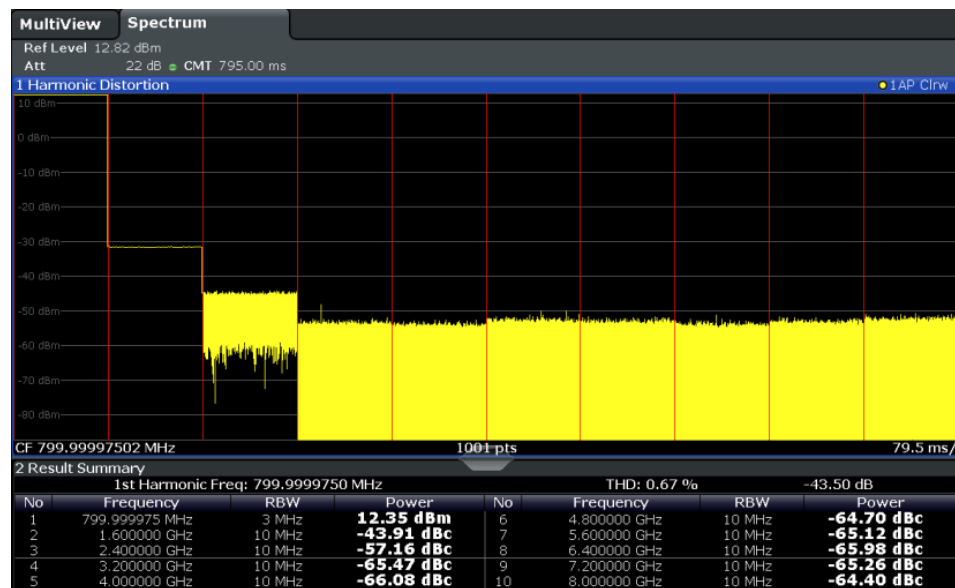 MultiView Spectrum
Ref Level 12.82 dBm
Att 22 dB CMT 795.00 ms
1 Harmonic Distortion 1AP Clrw
10 dBm
0 dBm
-10 dBm
-20 dBm
-30 dBm
-40 dBm
-50 dBm
-60 dBm
-70 dBm
-80 dBm
CF 799.99997502 MHz 1001 pts 79.5 ms/
2 Result Summary
1st Harmonic Freq: 799.9999750 MHz THD: 0.67 % -43.50 dB
No Frequency RBW Power No Frequency RBW Power
1 799.999975 MHz 3 MHz 12.35 dBm 6 4.800000 GHz 10 MHz -64.70 dBc
2 1.600000 GHz 10 MHz -43.91 dBc 7 5.600000 GHz 10 MHz -65.12 dBc
3 2.400000 GHz 10 MHz -57.16 dBc 8 6.400000 GHz 10 MHz -65.98 dBc
4 3.200000 GHz 10 MHz -65.47 dBc 9 7.200000 GHz 10 MHz -65.26 dBc
5 4.000000 GHz 10 MHz -66.08 dBc 10 8.000000 GHz 10 MHz -64.40 dBc